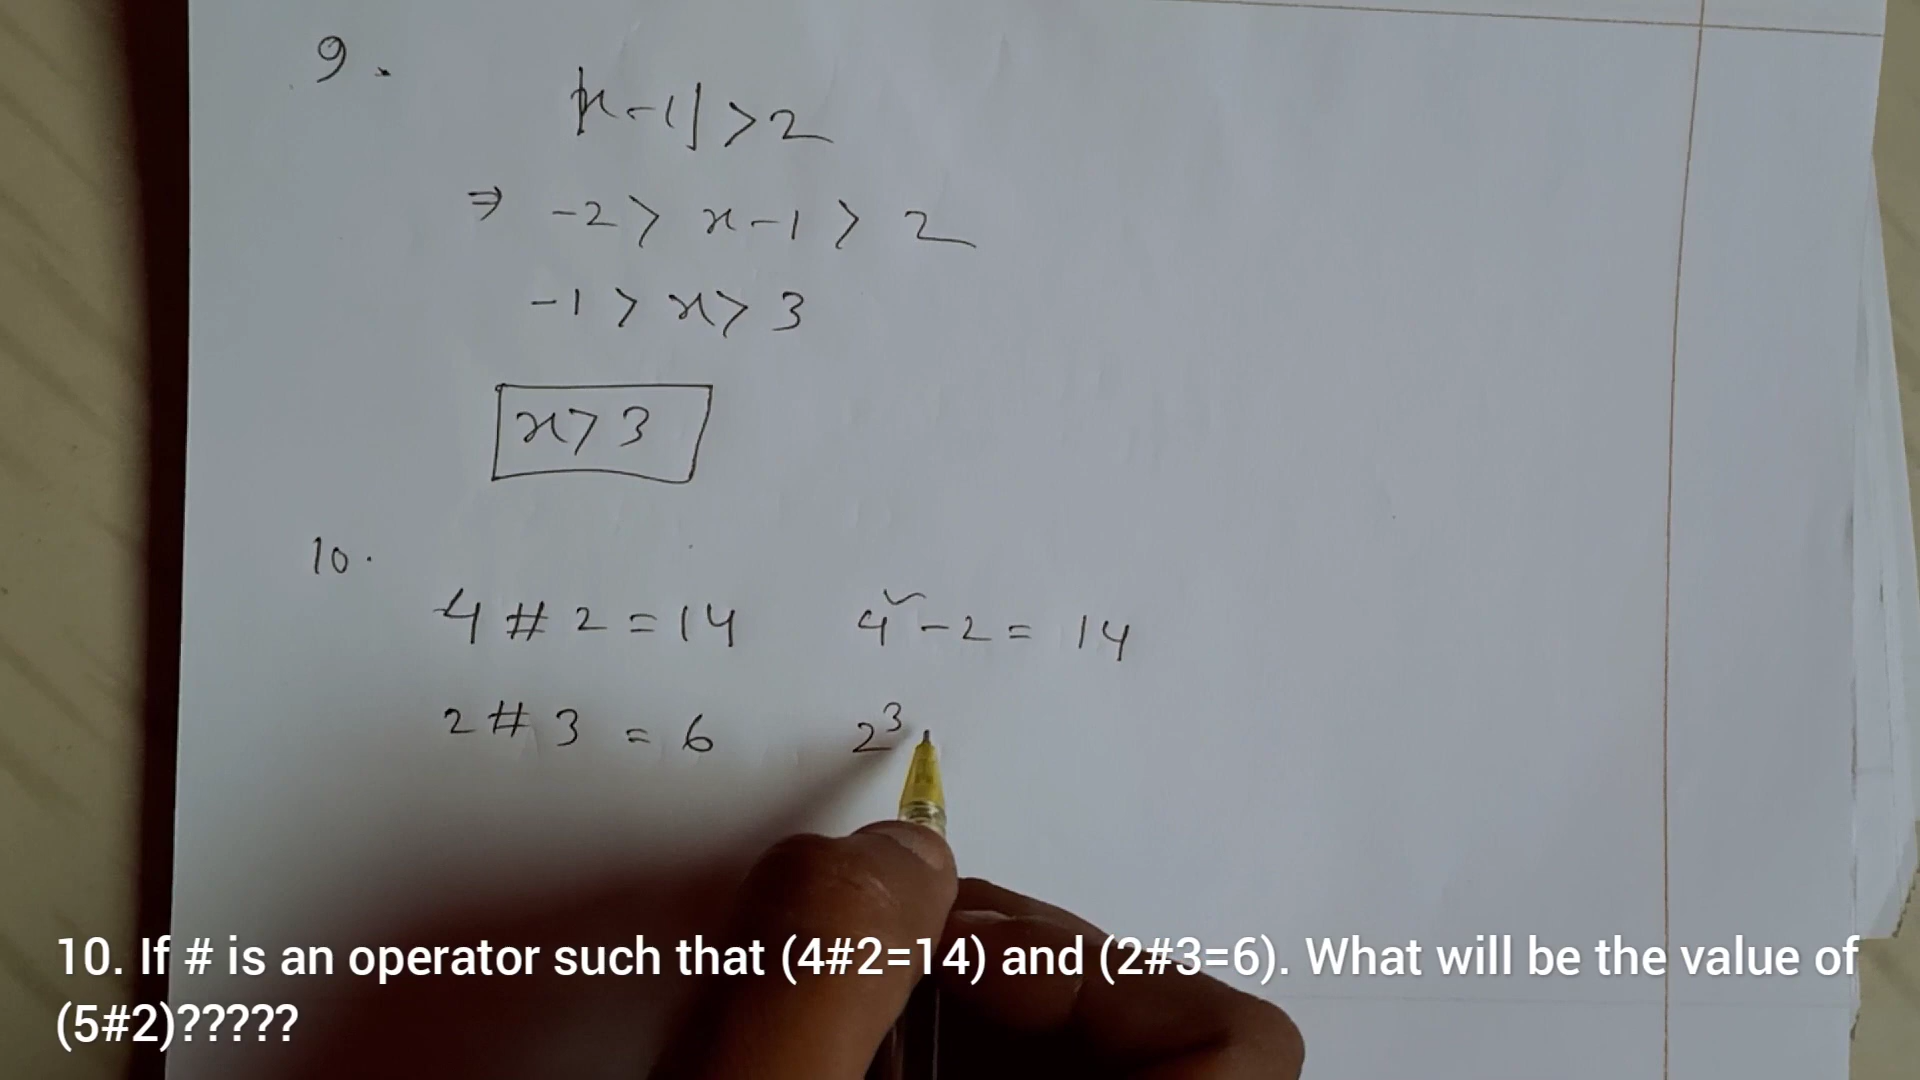 9.
|x-1|>2
⇒ -2> x-1> 2
-1 > x> 3
x>3
10.
4 # 2 = 14 4² - 2 = 14
2 # 3 = 6 2³
10. If # is an operator such that (4#2=14) and (2#3=6). What will be the value of
(5#2)?????